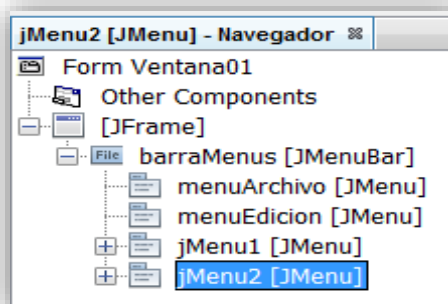 jMenu2 [JMenu] - Navegador
Form Ventana01
Other Components
[JFrame]
File barraMenus [JMenuBar]
menuArchivo [JMenu]
menuEdicion [JMenu]
jMenu1 [JMenu]
jMenu2 [JMenu]